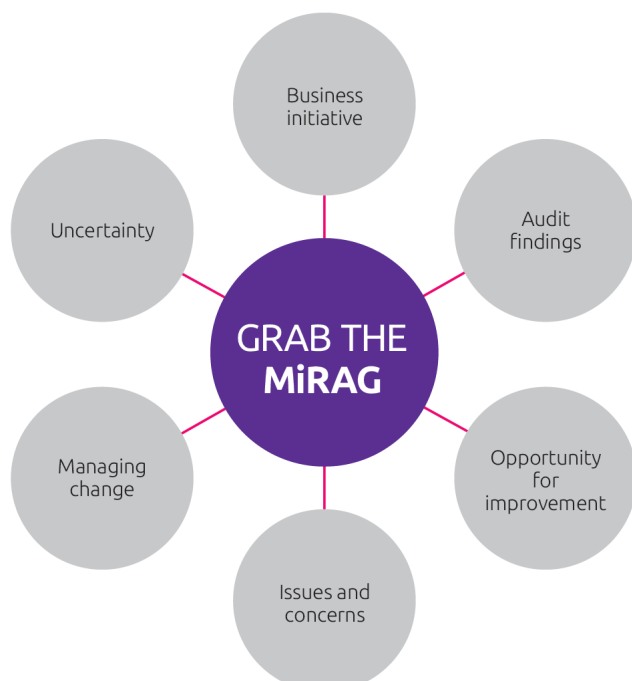 Business
initiative
Audit
findings
Opportunity
for
improvement
Issues and
concerns
Managing
change
Uncertainty
GRAB THE
MiRAG